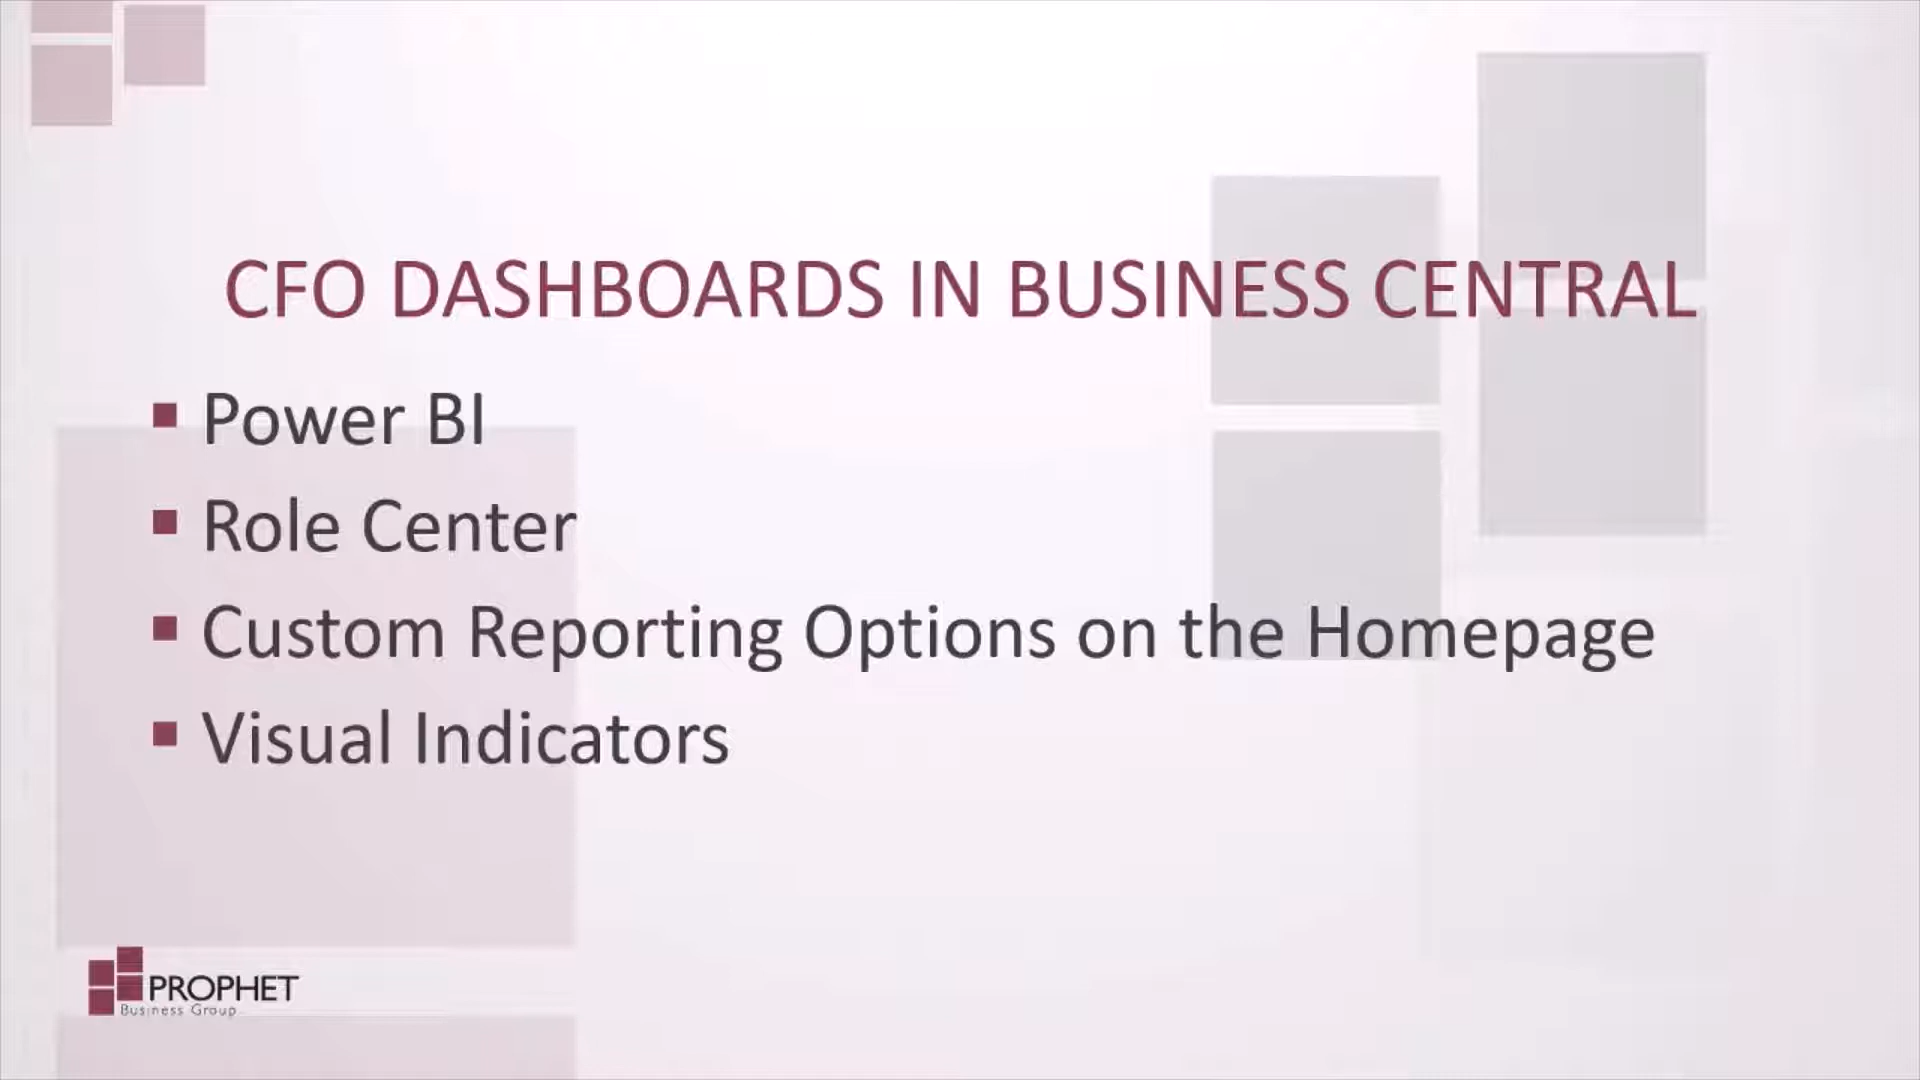 CFO DASHBOARDS IN BUSINESS CENTRAL
Power BI
Role Center
Custom Reporting Options on the Homepage
Visual Indicators
PROPHET
Business Group